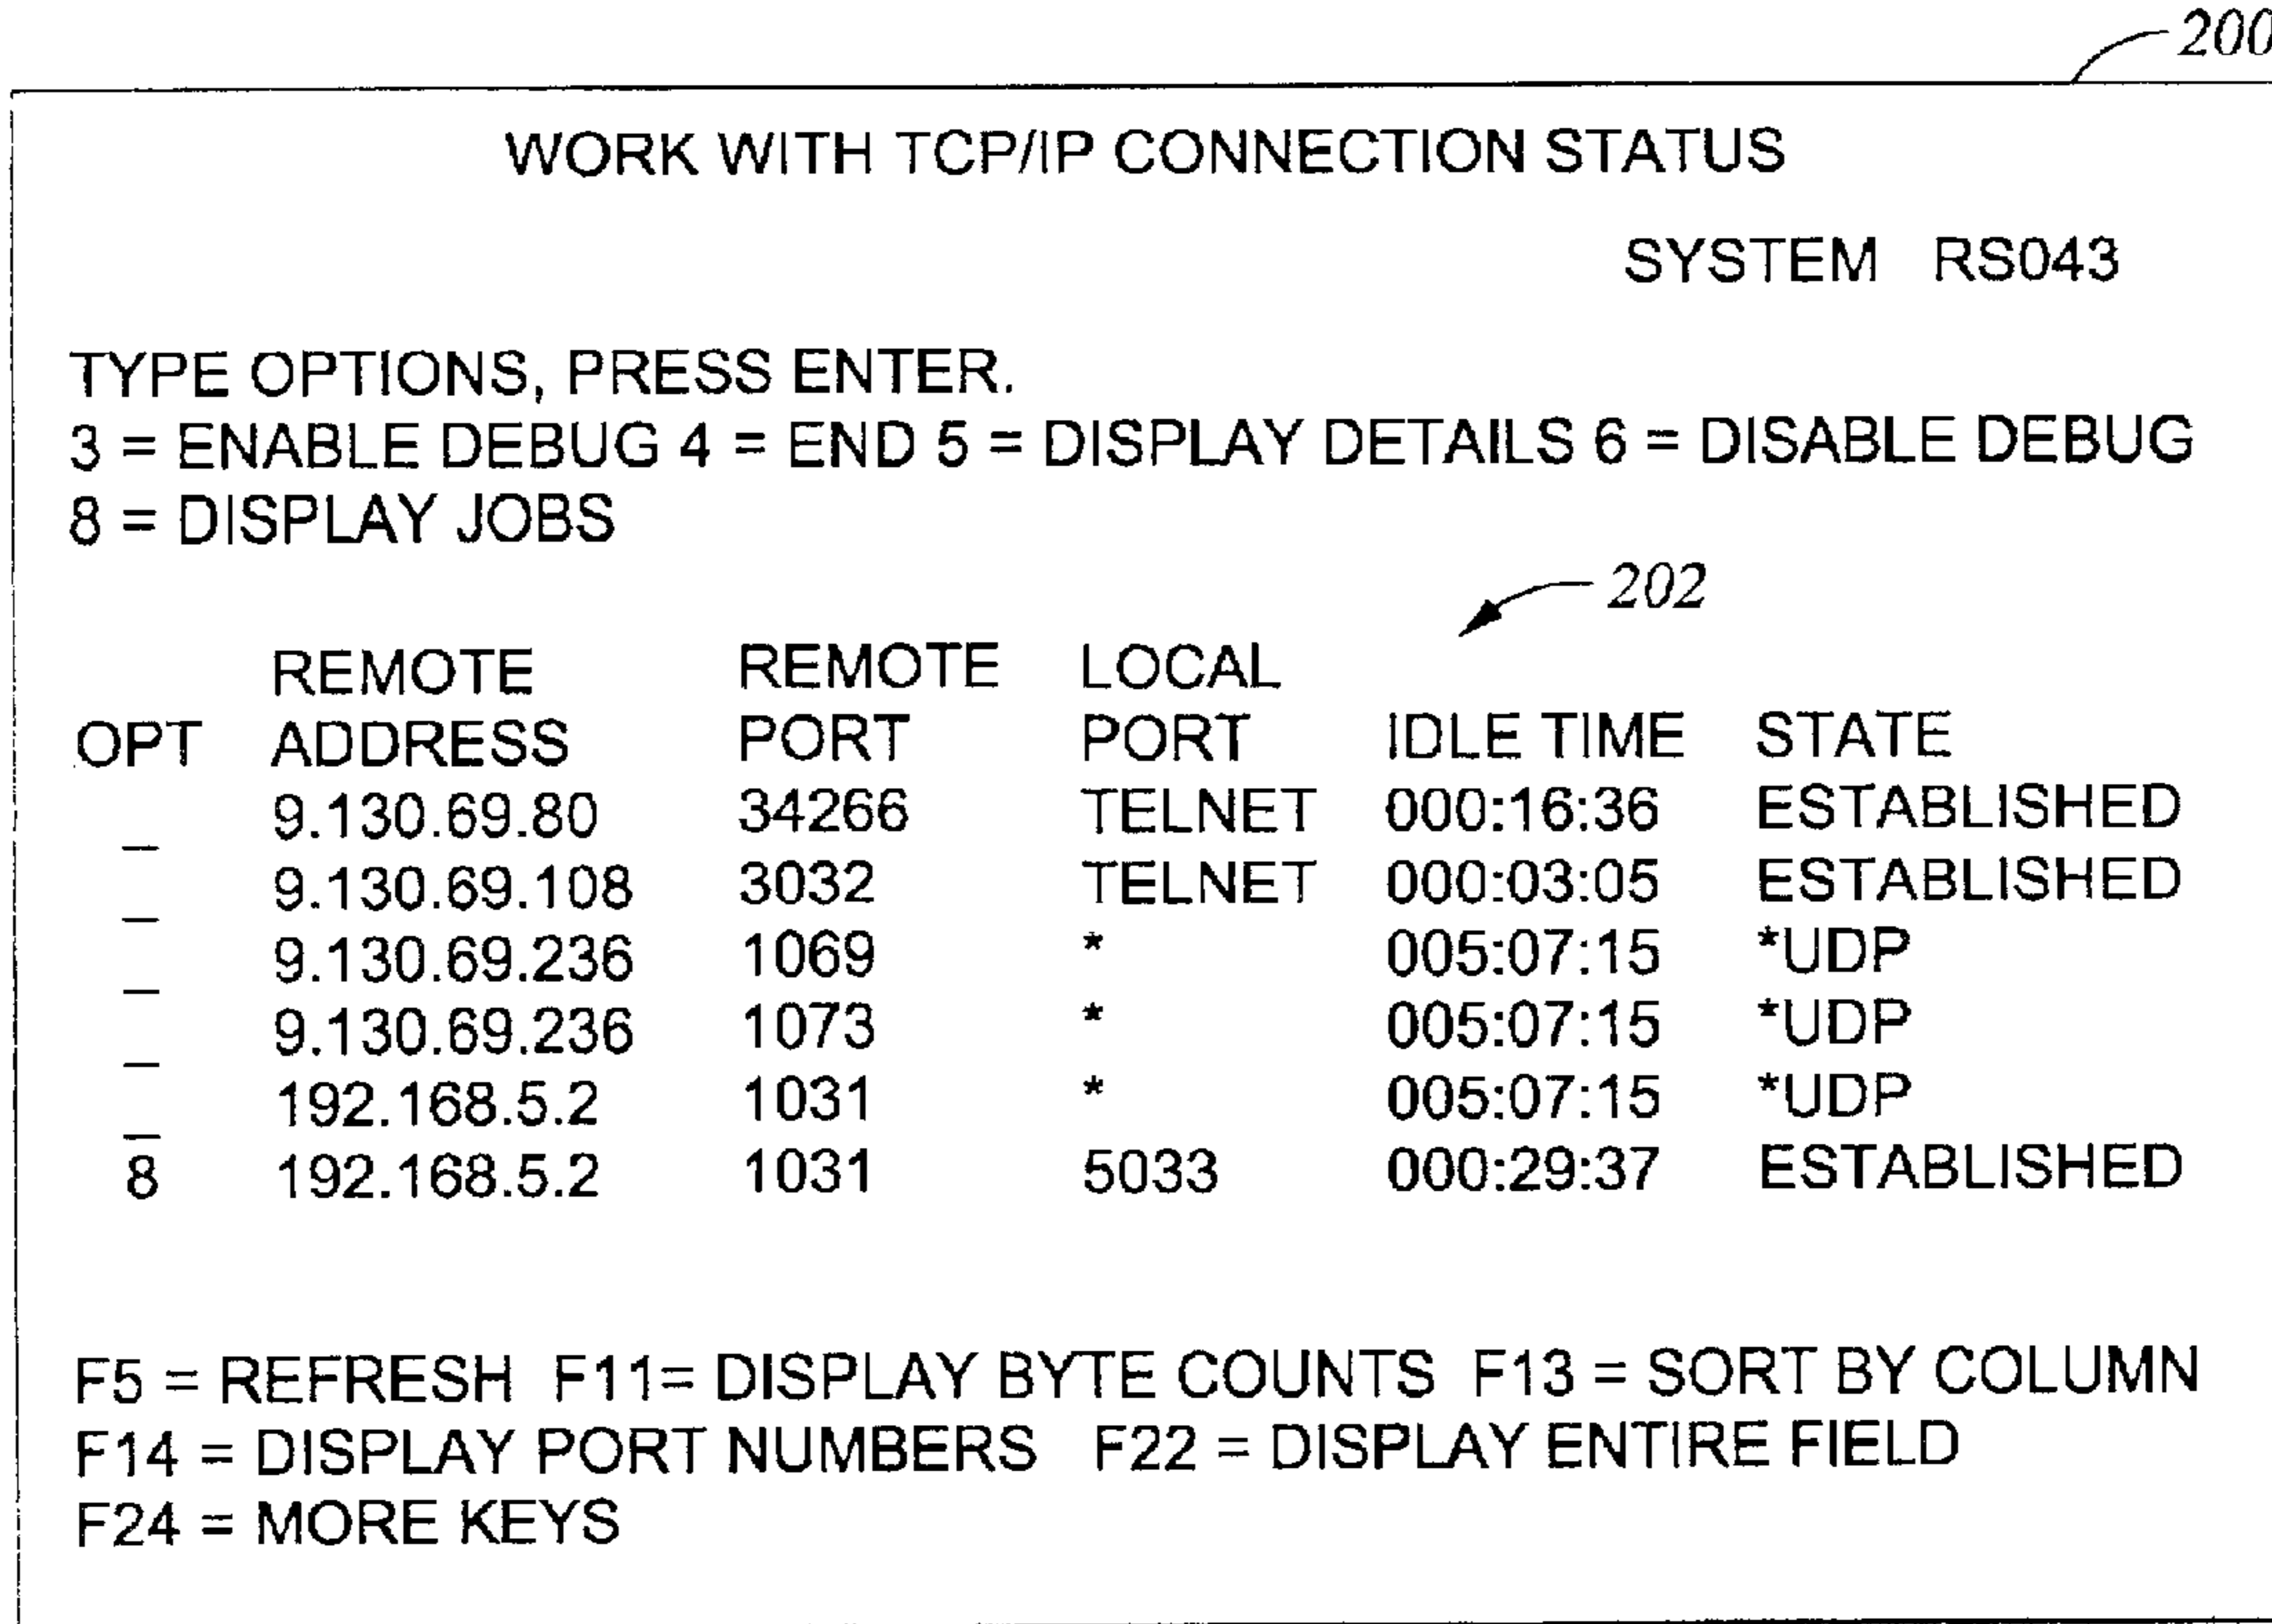 200
WORK WITH TCP/IP CONNECTION STATUS
SYSTEM RS043
TYPE OPTIONS, PRESS ENTER.
3 = ENABLE DEBUG 4 = END 5 = DISPLAY DETAILS 6 = DISABLE DEBUG
8 = DISPLAY JOBS
202
REMOTE REMOTE LOCAL
OPT ADDRESS PORT PORT IDLE TIME STATE
_ 9.130.69.80 34266 TELNET 000:16:36 ESTABLISHED
_ 9.130.69.108 3032 TELNET 000:03:05 ESTABLISHED
_ 9.130.69.236 1069 * 005:07:15 *UDP
_ 9.130.69.236 1073 * 005:07:15 *UDP
_ 192.168.5.2 1031 * 005:07:15 *UDP
8 192.168.5.2 1031 5033 000:29:37 ESTABLISHED
F5 = REFRESH F11= DISPLAY BYTE COUNTS F13 = SORT BY COLUMN
F14 = DISPLAY PORT NUMBERS F22 = DISPLAY ENTIRE FIELD
F24 = MORE KEYS